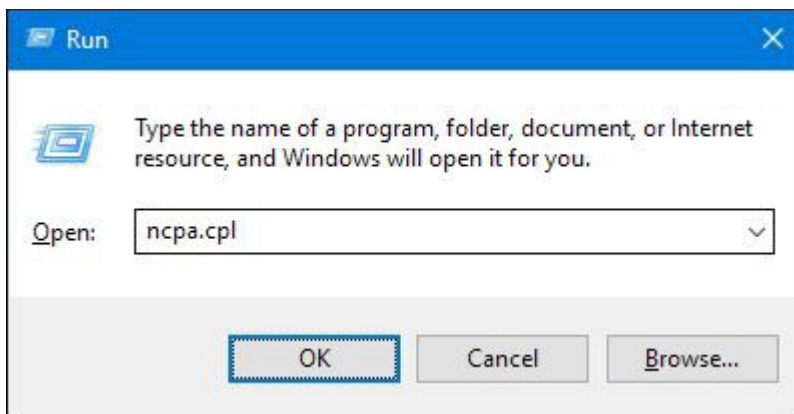 Run
Type the name of a program, folder, document, or Internet
resource, and Windows will open it for you.
Open: ncpa.cpl
OK Cancel Browse...